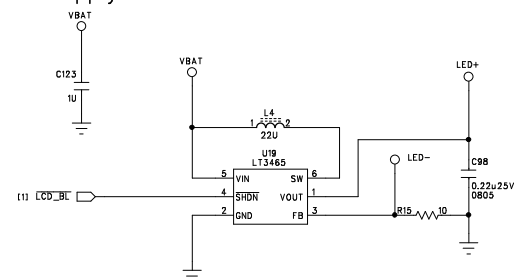 VBAT
C123
1U
VBAT
L4
1 2
22U
U19
LT3465
5 VIN SW 6
4 SHDN VOUT 1
2 GND FB 3
[1] LCD_BL
LED+
LED-
C98
0.22u25V
0805
R15 10